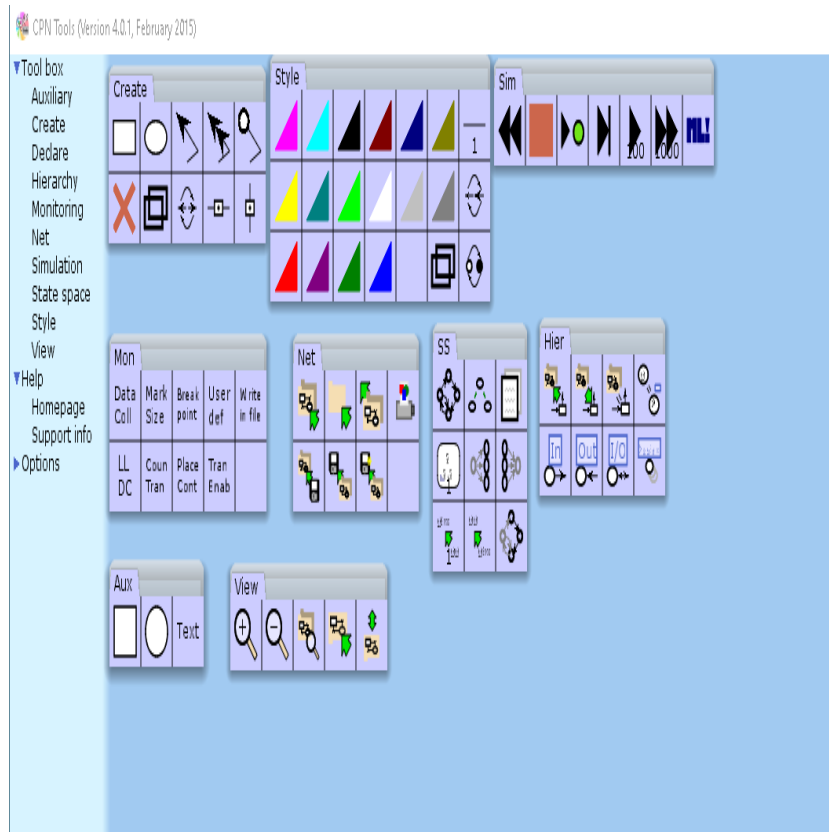 CPN Tools (Version 4.0.1, February 2015)
Tool box
Auxiliary
Create
Declare
Hierarchy
Monitoring
Net
Simulation
State space
Style
View
Help
Homepage
Support info
Options
Create
Style
1
Sim
100
1000
ML!
Mon
Data Coll
Mark Size
Break point
User def
Write in file
LL DC
Coun Tran
Place Cont
Tran Enab
Net
SS
1
1
Hier
In
Out
I/O
Aux
Text
View